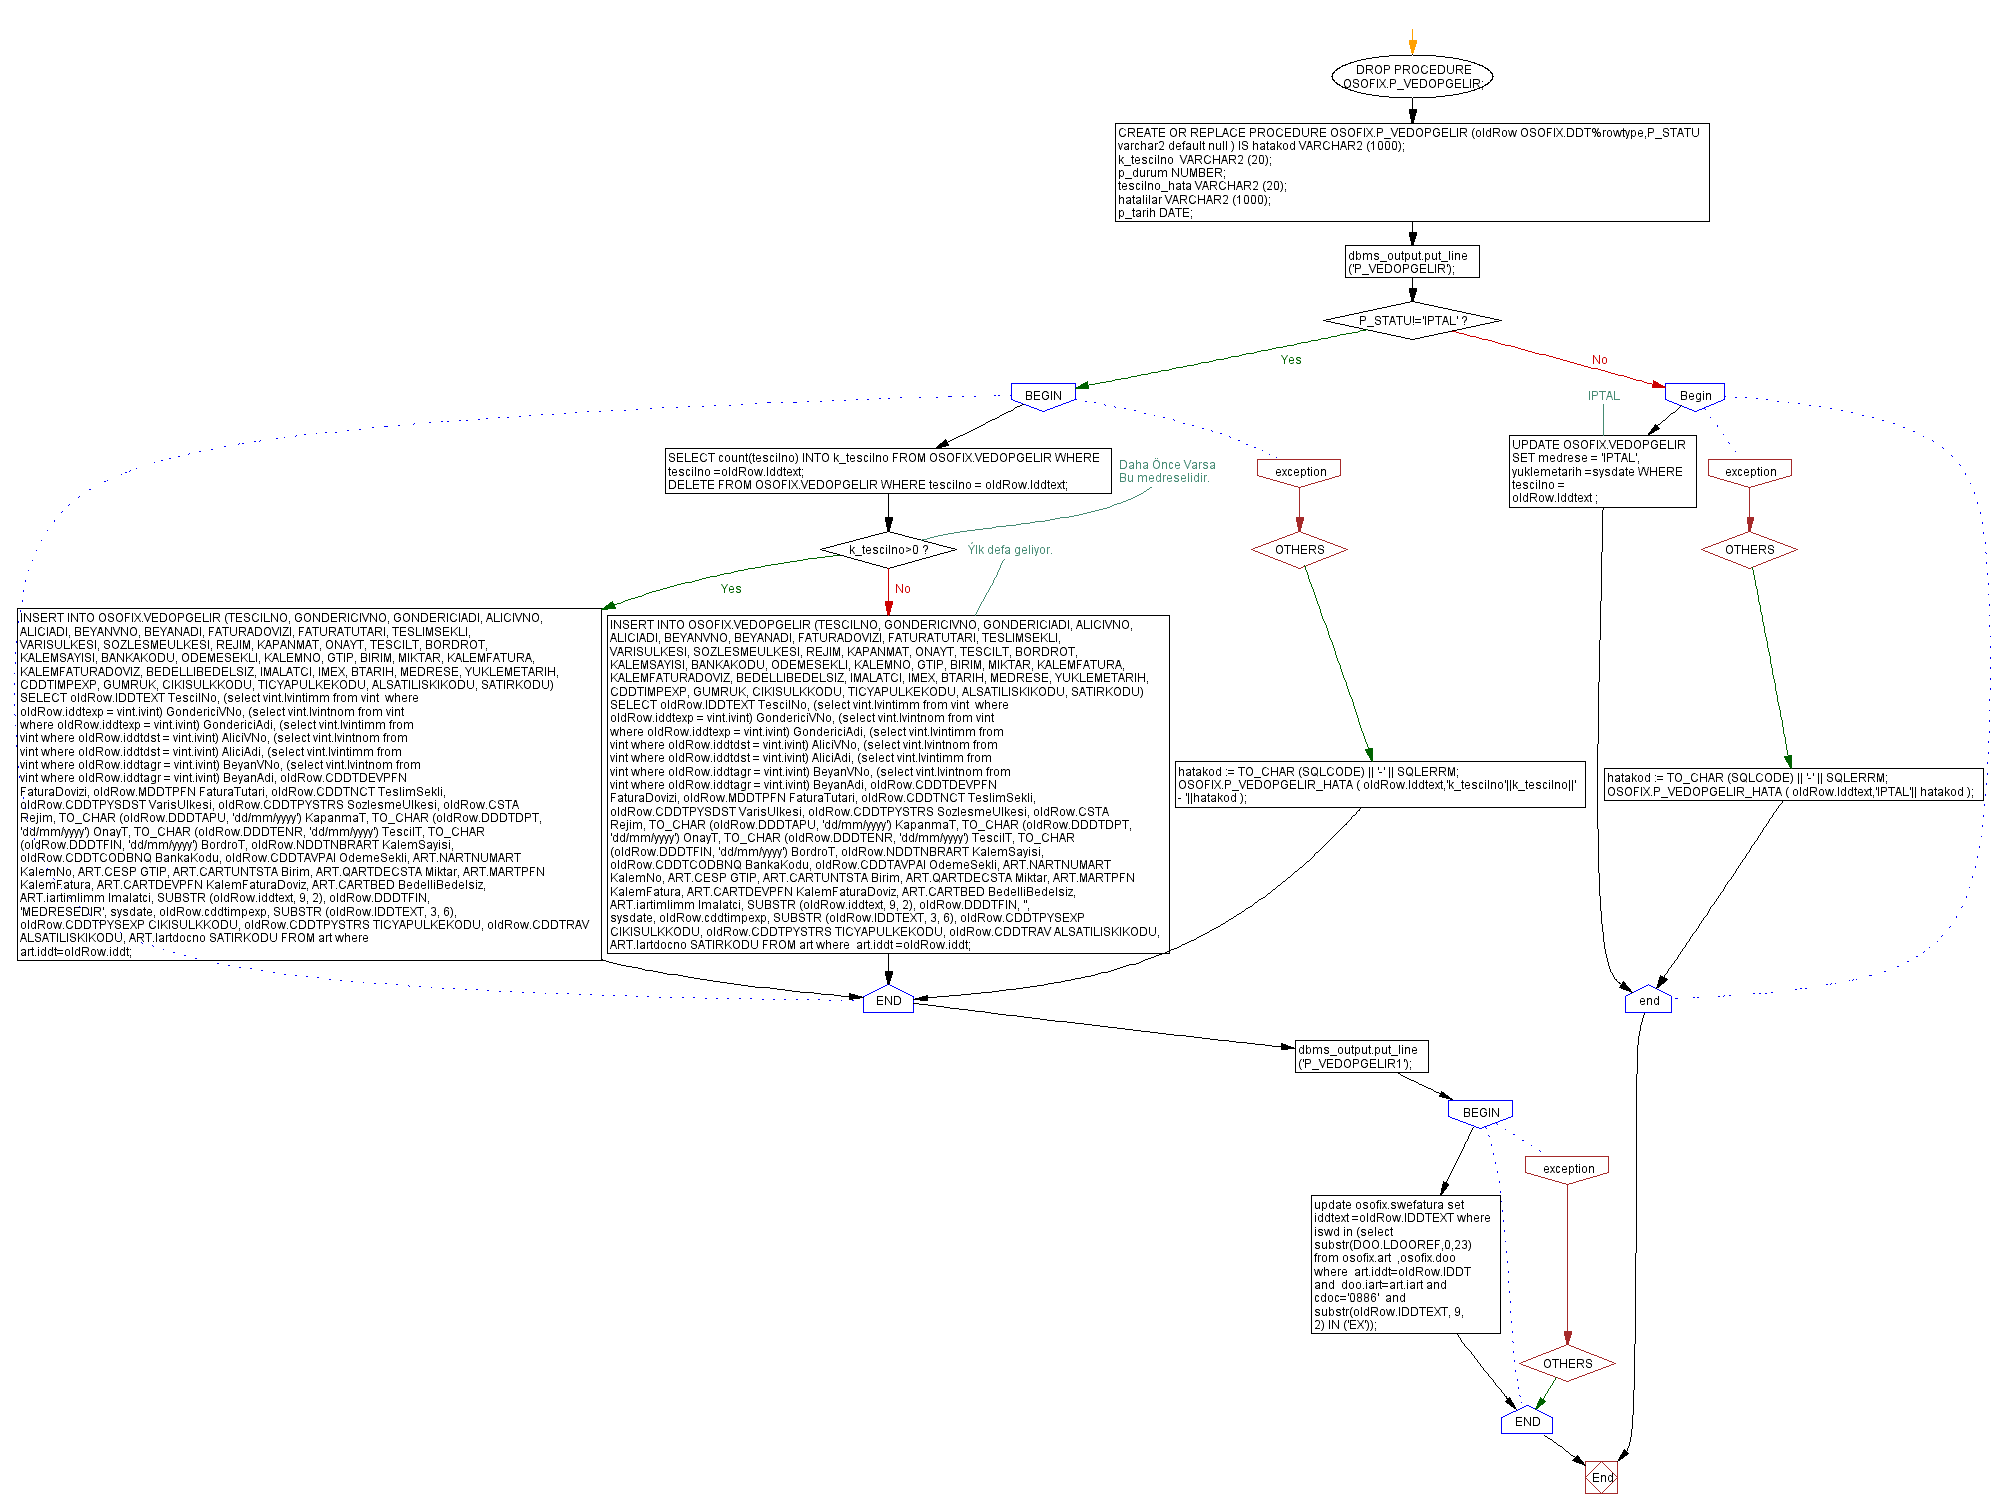 DROP PROCEDURE
OSOFIX.P_VEDOPGELIR;
CREATE OR REPLACE PROCEDURE OSOFIX.P_VEDOPGELIR (oldRow OSOFIX.DDT%rowtype,P_STATU
varchar2 default null ) IS hatakod VARCHAR2 (1000);
k_tescilno  VARCHAR2 (20);
p_durum NUMBER;
tescilno_hata VARCHAR2 (20);
hatalilar VARCHAR2 (1000);
p_tarih DATE;
dbms_output.put_line
('P_VEDOPGELIR');
P_STATU!='IPTAL' ?
Yes
No
BEGIN
IPTAL
Begin
SELECT count(tescilno) INTO k_tescilno FROM OSOFIX.VEDOPGELIR WHERE
tescilno =oldRow.Iddtext;
DELETE FROM OSOFIX.VEDOPGELIR WHERE tescilno = oldRow.Iddtext;
Daha Önce Varsa
Bu medreselidir.
exception
UPDATE OSOFIX.VEDOPGELIR
SET medrese = 'IPTAL',
yuklemetarih =sysdate WHERE
tescilno =
oldRow.Iddtext ;
exception
k_tescilno>0 ?
Ýlk defa geliyor.
OTHERS
OTHERS
Yes
No
INSERT INTO OSOFIX.VEDOPGELIR (TESCILNO, GONDERICIVNO, GONDERICIADI, ALICIVNO,
ALICIADI, BEYANVNO, BEYANADI, FATURADOVIZI, FATURATUTARI, TESLIMSEKLI,
VARISULKESI, SOZLESMEULKESI, REJIM, KAPANMAT, ONAYT, TESCILT, BORDROT,
KALEMSAYISI, BANKAKODU, ODEMESEKLI, KALEMNO, GTIP, BIRIM, MIKTAR, KALEMFATURA,
KALEMFATURADOVIZ, BEDELLIBEDELSIZ, IMALATCI, IMEX, BTARIH, MEDRESE, YUKLEMETARIH,
CDDTIMPEXP, GUMRUK, CIKISULKKODU, TICYAPULKEKODU, ALSATILISKIKODU, SATIRKODU)
SELECT oldRow.IDDTEXT TescilNo, (select vint.lvintimm from vint  where
oldRow.iddtexp = vint.ivint) GondericiVNo, (select vint.lvintnom from vint
where oldRow.iddtexp = vint.ivint) GondericiAdi, (select vint.lvintimm from
vint where oldRow.iddtdst = vint.ivint) AliciVNo, (select vint.lvintnom from
vint where oldRow.iddtdst = vint.ivint) AliciAdi, (select vint.lvintimm from
vint where oldRow.iddtagr = vint.ivint) BeyanVNo, (select vint.lvintnom from
vint where oldRow.iddtagr = vint.ivint) BeyanAdi, oldRow.CDDTDEVPFN
FaturaDovizi, oldRow.MDDTPFN FaturaTutari, oldRow.CDDTNCT TeslimSekli,
oldRow.CDDTPYSDST VarisUlkesi, oldRow.CDDTPYSTRS SozlesmeUlkesi, oldRow.CSTA
Rejim, TO_CHAR (oldRow.DDDTAPU, 'dd/mm/yyyy') KapanmaT, TO_CHAR (oldRow.DDDTDPT,
'dd/mm/yyyy') OnayT, TO_CHAR (oldRow.DDDTENR, 'dd/mm/yyyy') TescilT, TO_CHAR
(oldRow.DDDTFIN, 'dd/mm/yyyy') BordroT, oldRow.NDDTNBRART KalemSayisi,
oldRow.CDDTCODBNQ BankaKodu, oldRow.CDDTAVPAI OdemeSekli, ART.NARTNUMART
KalemNo, ART.CESP GTIP, ART.CARTUNTSTA Birim, ART.QARTDECSTA Miktar, ART.MARTPFN
KalemFatura, ART.CARTDEVPFN KalemFaturaDoviz, ART.CARTBED BedelliBedelsiz,
ART.iartimlimm Imalatci, SUBSTR (oldRow.iddtext, 9, 2), oldRow.DDDTFIN,
'MEDRESEDIR', sysdate, oldRow.cddtimpexp, SUBSTR (oldRow.IDDTEXT, 3, 6),
oldRow.CDDTPYSEXP CIKISULKKODU, oldRow.CDDTPYSTRS TICYAPULKEKODU, oldRow.CDDTRAV
ALSATILISKIKODU, ART.lartdocno SATIRKODU FROM art where
art.iddt=oldRow.iddt;
INSERT INTO OSOFIX.VEDOPGELIR (TESCILNO, GONDERICIVNO, GONDERICIADI, ALICIVNO,
ALICIADI, BEYANVNO, BEYANADI, FATURADOVIZI, FATURATUTARI, TESLIMSEKLI,
VARISULKESI, SOZLESMEULKESI, REJIM, KAPANMAT, ONAYT, TESCILT, BORDROT,
KALEMSAYISI, BANKAKODU, ODEMESEKLI, KALEMNO, GTIP, BIRIM, MIKTAR, KALEMFATURA,
KALEMFATURADOVIZ, BEDELLIBEDELSIZ, IMALATCI, IMEX, BTARIH, MEDRESE, YUKLEMETARIH,
CDDTIMPEXP, GUMRUK, CIKISULKKODU, TICYAPULKEKODU, ALSATILISKIKODU, SATIRKODU)
SELECT oldRow.IDDTEXT TescilNo, (select vint.lvintimm from vint  where
oldRow.iddtexp = vint.ivint) GondericiVNo, (select vint.lvintnom from vint
where oldRow.iddtexp = vint.ivint) GondericiAdi, (select vint.lvintimm from
vint where oldRow.iddtdst = vint.ivint) AliciVNo, (select vint.lvintnom from
vint where oldRow.iddtdst = vint.ivint) AliciAdi, (select vint.lvintimm from
vint where oldRow.iddtagr = vint.ivint) BeyanVNo, (select vint.lvintnom from
vint where oldRow.iddtagr = vint.ivint) BeyanAdi, oldRow.CDDTDEVPFN
FaturaDovizi, oldRow.MDDTPFN FaturaTutari, oldRow.CDDTNCT TeslimSekli,
oldRow.CDDTPYSDST VarisUlkesi, oldRow.CDDTPYSTRS SozlesmeUlkesi, oldRow.CSTA
Rejim, TO_CHAR (oldRow.DDDTAPU, 'dd/mm/yyyy') KapanmaT, TO_CHAR (oldRow.DDDTDPT,
'dd/mm/yyyy') OnayT, TO_CHAR (oldRow.DDDTENR, 'dd/mm/yyyy') TescilT, TO_CHAR
(oldRow.DDDTFIN, 'dd/mm/yyyy') BordroT, oldRow.NDDTNBRART KalemSayisi,
oldRow.CDDTCODBNQ BankaKodu, oldRow.CDDTAVPAI OdemeSekli, ART.NARTNUMART
KalemNo, ART.CESP GTIP, ART.CARTUNTSTA Birim, ART.QARTDECSTA Miktar, ART.MARTPFN
KalemFatura, ART.CARTDEVPFN KalemFaturaDoviz, ART.CARTBED BedelliBedelsiz,
ART.iartimlimm Imalatci, SUBSTR (oldRow.iddtext, 9, 2), oldRow.DDDTFIN, '',
sysdate, oldRow.cddtimpexp, SUBSTR (oldRow.IDDTEXT, 3, 6), oldRow.CDDTPYSEXP
CIKISULKKODU, oldRow.CDDTPYSTRS TICYAPULKEKODU, oldRow.CDDTRAV ALSATILISKIKODU,
ART.lartdocno SATIRKODU FROM art where  art.iddt =oldRow.iddt;
hatakod := TO_CHAR (SQLCODE) || '-' || SQLERRM;
OSOFIX.P_VEDOPGELIR_HATA ( oldRow.Iddtext,'k_tescilno'||k_tescilno||'
- '||hatakod );
hatakod := TO_CHAR (SQLCODE) || '-' || SQLERRM;
OSOFIX.P_VEDOPGELIR_HATA ( oldRow.Iddtext,'IPTAL'|| hatakod );
END
end
dbms_output.put_line
('P_VEDOPGELIR1');
BEGIN
exception
update osofix.swefatura set
iddtext =oldRow.IDDTEXT where
iswd in (select
substr(DOO.LDOOREF,0,23)
from osofix.art  ,osofix.doo
where  art.iddt=oldRow.IDDT
and  doo.iart=art.iart and
cdoc='0886'  and
substr(oldRow.IDDTEXT, 9,
2) IN ('EX'));
OTHERS
END
End